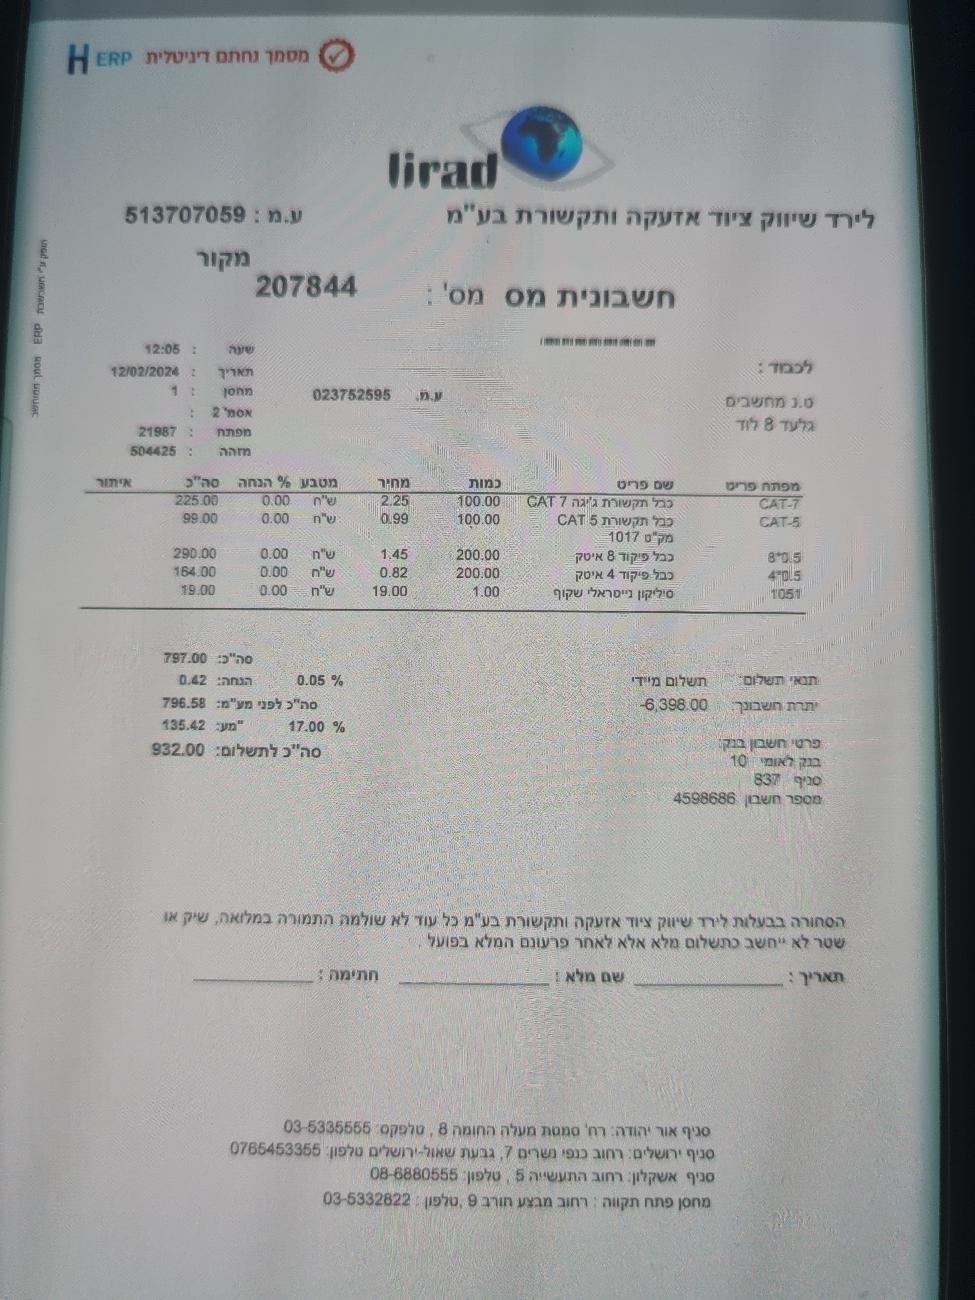 H ERP מסמך נחתם דיגיטלית
lirad
לירד שיווק ציוד אזעקה ותקשורת בע"מ ע.מ : 513707059
מקור
חשבונית מס מס' : 207844
שעה : 12:05
לכבוד :
תאריך : 12/02/2024
מחסן : 1
ע.מ. 023752595
ט.נ מחשבים
אסמ' 2 :
גלעד 8 לוד
מפתח : 21987
מזהה : 504425
מפתח פריט שם פריט כמות מחיר מטבע % הנחה סה"כ איתור
CAT-7 כבל תקשורת ג'יגה CAT 7 100.00 2.25 ש"ח 0.00 225.00
CAT-5 כבל תקשורת CAT 5 100.00 0.99 ש"ח 0.00 99.00
מק"ט 1017
8*0.5 כבל פיקוד 8 איטק 200.00 1.45 ש"ח 0.00 290.00
4*0.5 כבל פיקוד 4 איטק 200.00 0.82 ש"ח 0.00 164.00
1051 סיליקון נייטראלי שקוף 1.00 19.00 ש"ח 0.00 19.00
סה"כ: 797.00
תנאי תשלום: תשלום מיידי
% 0.05 הנחה: 0.42
יתרת חשבונך: -6,398.00
סה"כ לפני מע"מ: 796.58
% 17.00 "מע: 135.42
סה"כ לתשלום: 932.00
פרטי חשבון בנק:
בנק לאומי 10
סניף 837
מספר חשבון 4598686
הסחורה בבעלות לירד שיווק ציוד אזעקה ותקשורת בע"מ כל עוד לא שולמה התמורה במלואה, שיק או
שטר לא ייחשב כתשלום מלא אלא לאחר פרעונם המלא בפועל .
תאריך : שם מלא : חתימה :
סניף אור יהודה: רח' סמטת מעלה החומה 8 , טלפקס: 03-5335555
סניף ירושלים: רחוב כנפי נשרים 7, גבעת שאול-ירושלים טלפון: 0765453355
סניף אשקלון: רחוב התעשייה 5 , טלפון: 08-6880555
מחסן פתח תקווה : רחוב מבצע חורב 9 ,טלפון : 03-5332822